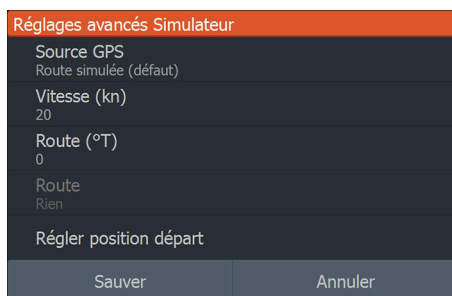 Réglages avancés Simulateur
Source GPS
Route simulée (défaut)
Vitesse (kn)
20
Route (°T)
0
Route
Rien
Régler position départ
Sauver
Annuler